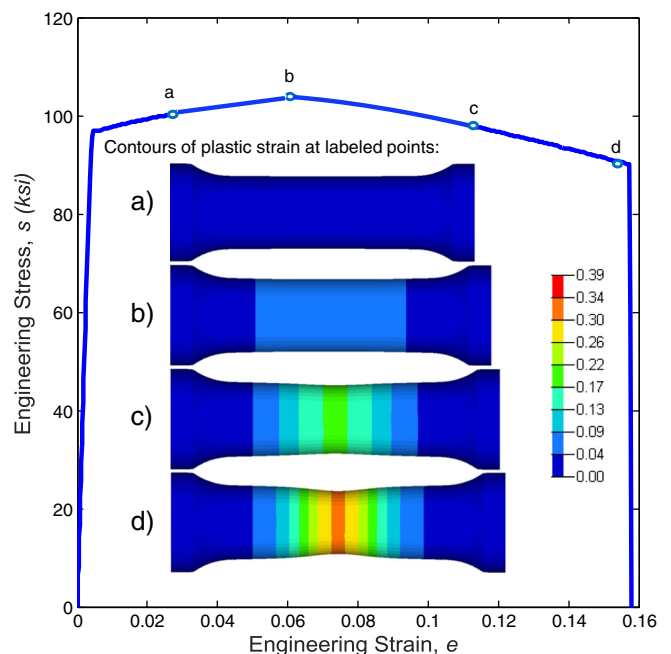 120
100
80
60
40
20
0
Engineering Stress, s (ksi)
a
b
c
d
Contours of plastic strain at labeled points:
a)
b)
c)
d)
0.39
0.34
0.30
0.26
0.22
0.17
0.13
0.09
0.04
0.00
0 0.02 0.04 0.06 0.08 0.1 0.12 0.14 0.16
Engineering Strain, e